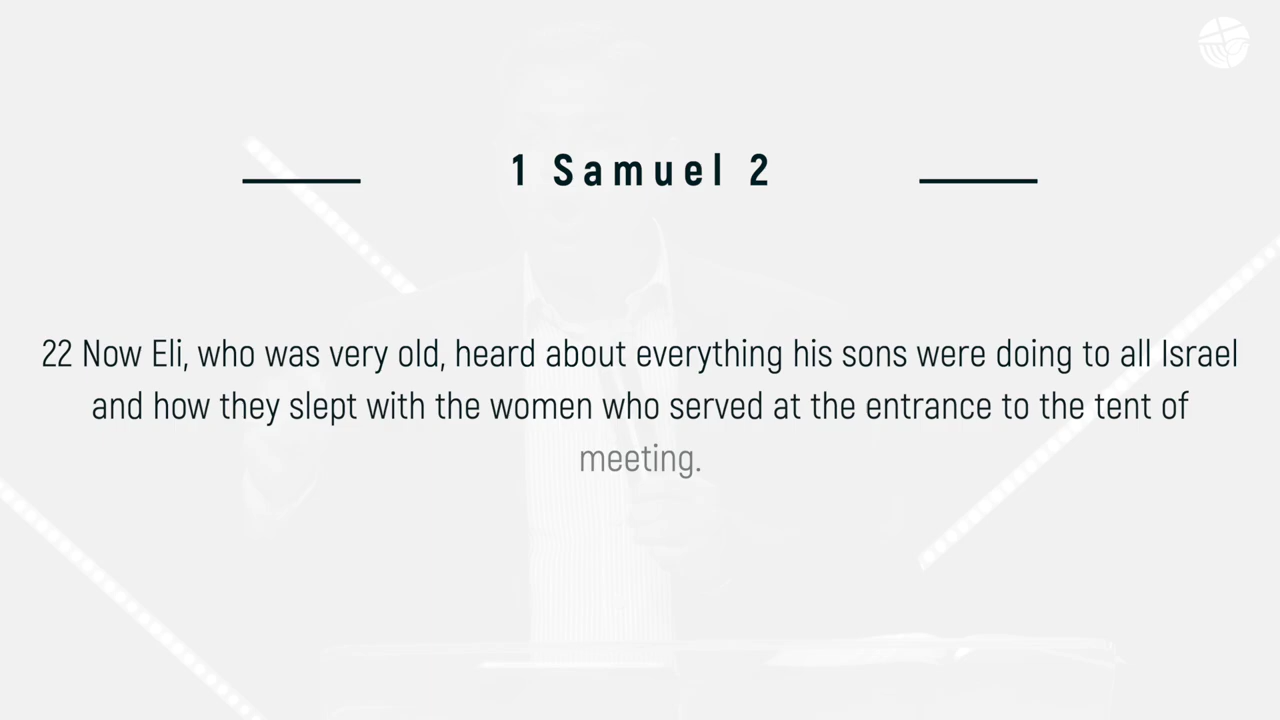 1 Samuel 2
22 Now Eli, who was very old, heard about everything his sons were doing to all Israel
and how they slept with the women who served at the entrance to the tent of
meeting.